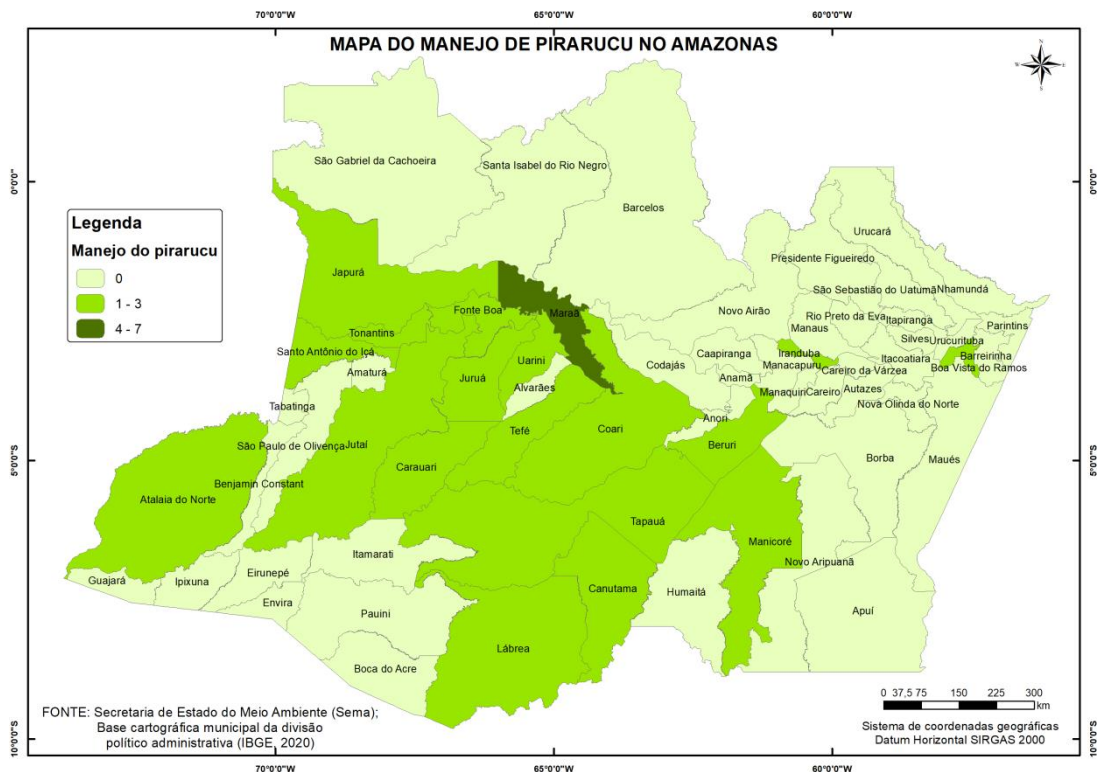 70°0'0"W
65°0'0"W
60°0'0"W
MAPA DO MANEJO DE PIRARUCU NO AMAZONAS
N
W
E
S
0°0'0"
0°0'0"
5°0'0"S
5°0'0"S
10°0'0"S
10°0'0"S
Legenda
Manejo do pirarucu
0
1 - 3
4 - 7
São Gabriel da Cachoeira
Santa Isabel do Rio Negro
Barcelos
Urucará
Presidente Figueiredo
Japurá
São Sebastião do Uatumã
Nhamundá
Fonte Boa
Maraã
Novo Airão
Rio Preto da Eva
Itapiranga
Parintins
Manaus
Tonantins
Silves
Urucurituba
Santo Antônio do Içá
Uarini
Codajás
Caapiranga
Iranduba
Itacoatiara
Barreirinha
Amaturá
Juruá
Alvarães
Manacapuru
Careiro da Várzea
Boa Vista do Ramos
Anamã
Manaquiri
Careiro
Autazes
Tabatinga
Nova Olinda do Norte
Anori
São Paulo de Olivença
Jutaí
Tefé
Coari
Beruri
Carauari
Borba
Maués
Benjamin Constant
Atalaia do Norte
Tapauá
Manicoré
Itamarati
Novo Aripuanã
Guajará
Ipixuna
Eirunepé
Canutama
Humaitá
Envira
Pauini
Apuí
Lábrea
Boca do Acre
0 37,5 75 150 225 300
km
FONTE: Secretaria de Estado do Meio Ambiente (Sema);
Base cartográfica municipal da divisão
político administrativa (IBGE, 2020)
Sistema de coordenadas geográficas
Datum Horizontal SIRGAS 2000
70°0'0"W
65°0'0"W
60°0'0"W